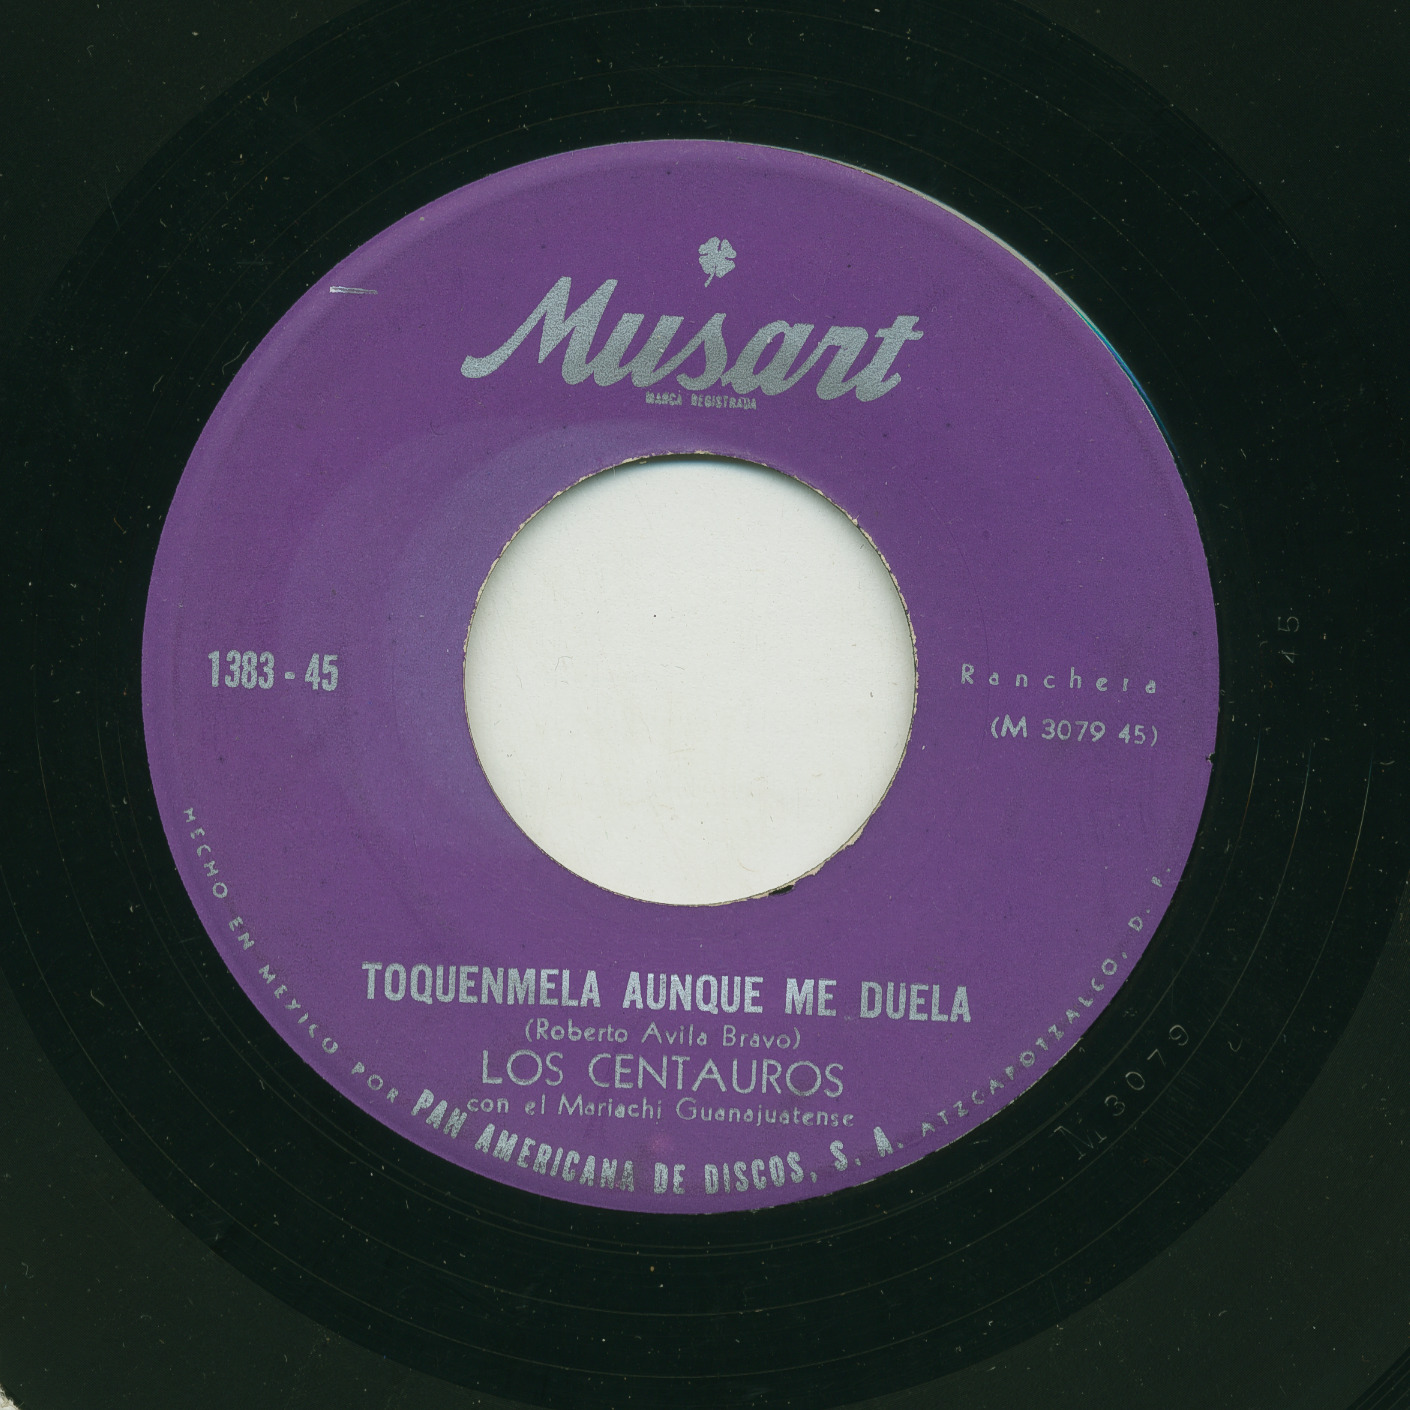 Musart
MARCA REGISTRADA
1383 - 45
Ranchera
(M 3079 45)
TOQUENMELA AUNQUE ME DUELA
(Roberto Avila Bravo)
LOS CENTAUROS
con el Mariachi Guanajuatense
HECHO EN MEXICO POR PAN AMERICANA DE DISCOS, S. A. ATZCAPOTZALCO, D. F.
45
M 3079